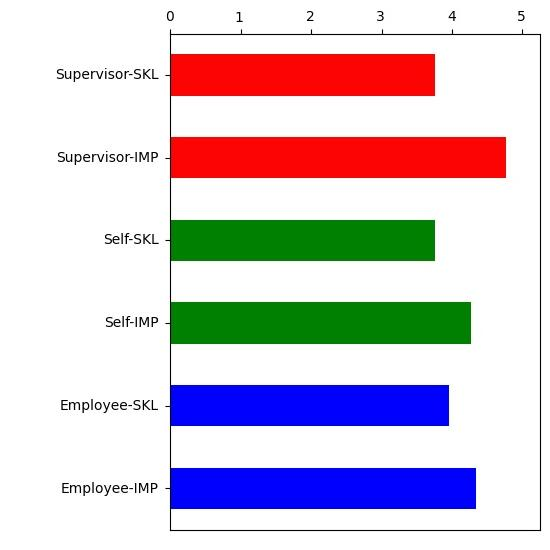 0 1 2 3 4 5
Supervisor-SKL
Supervisor-IMP
Self-SKL
Self-IMP
Employee-SKL
Employee-IMP